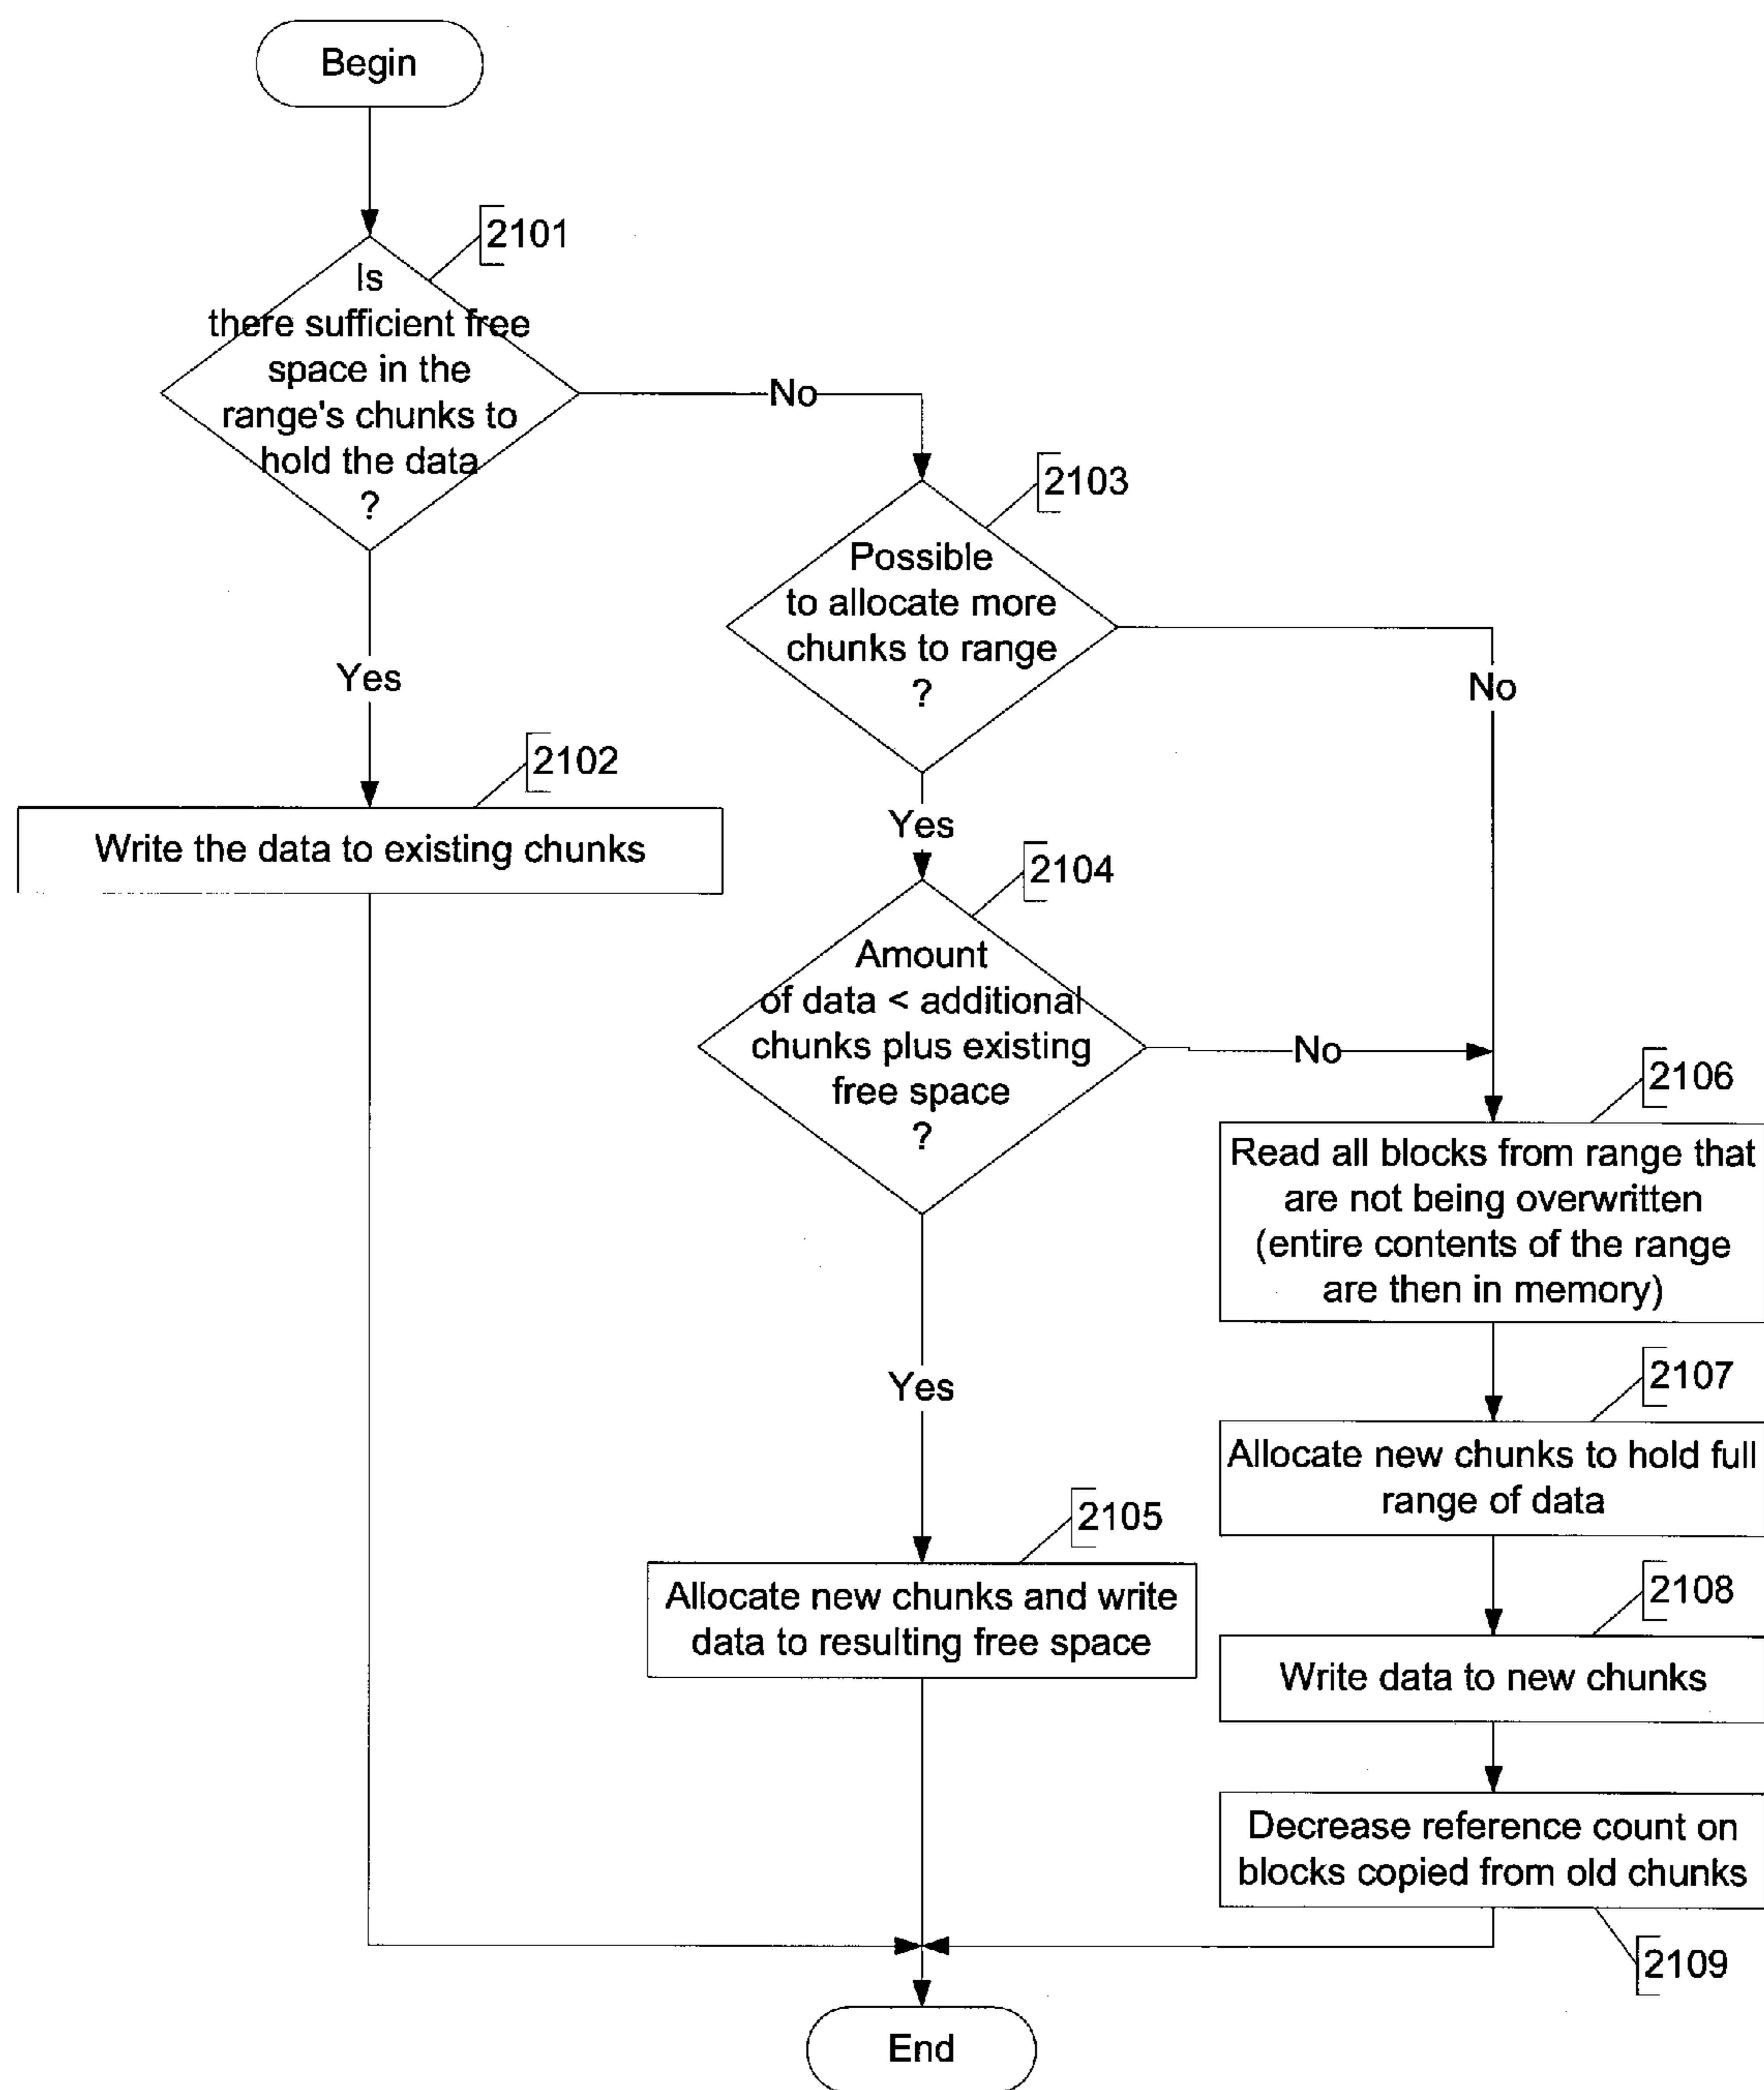 Begin
2101
Is
there sufficient free
space in the
range's chunks to
hold the data
?
No
Yes
2103
Possible
to allocate more
chunks to range
?
No
Yes
2102
Write the data to existing chunks
2104
Amount
of data < additional
chunks plus existing
free space
?
No
Yes
2106
Read all blocks from range that
are not being overwritten
(entire contents of the range
are then in memory)
2107
Allocate new chunks to hold full
range of data
2105
Allocate new chunks and write
data to resulting free space
2108
Write data to new chunks
Decrease reference count on
blocks copied from old chunks
2109
End